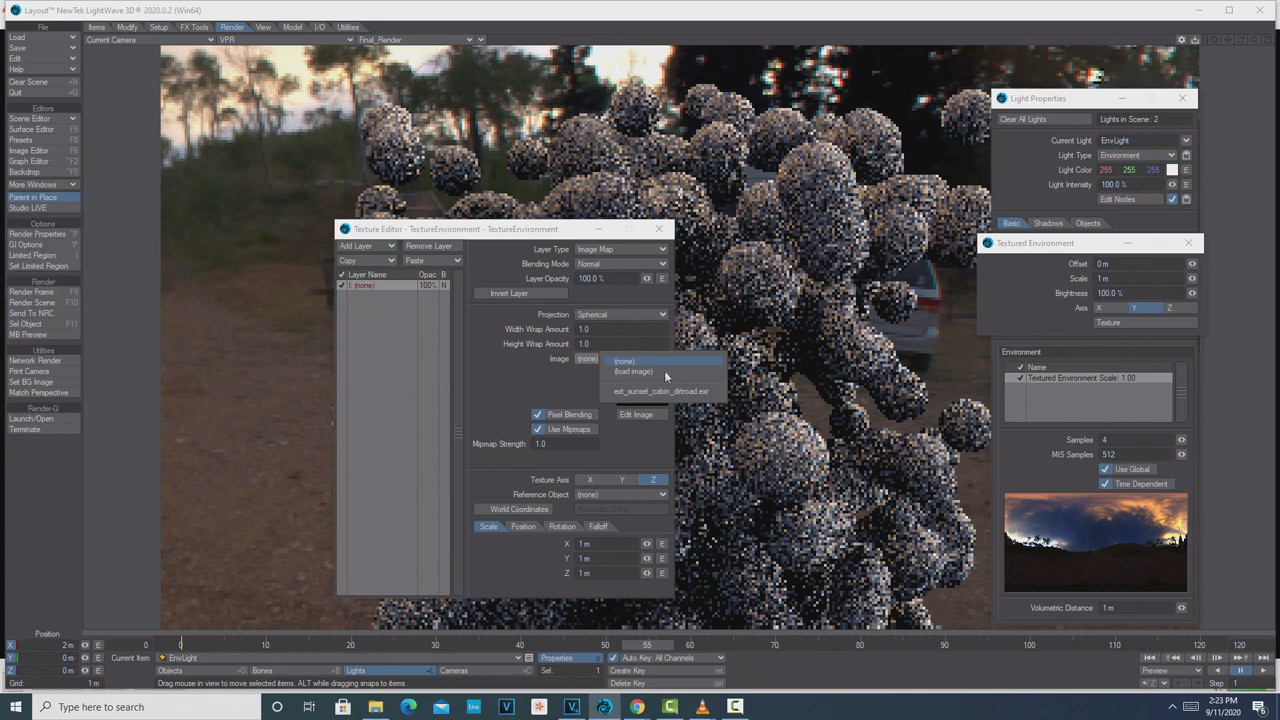 Layout™ NewTek LightWave 3D® 2020.0.2 (Win64)
File
Items Modify Setup FX Tools Render View Model I/O Utilities
Load
Current Camera VPR Final_Render
Save
Edit
Help
Clear Scene +N
Quit +Q
Editors
Scene Editor
Surface Editor F5
Presets F8
Image Editor F6
Graph Editor ^F2
Backdrop ^F5
More Windows
Parent in Place
Studio LIVE
Options
Render Properties
GI Options ^P
Limited Region
Set Limited Region
Render
Render Frame F9
Render Scene F10
Send To NRC
Sel Object F11
MB Preview
Utilities
Network Render
Print Camera
Set BG Image
Match Perspective
Render-Q
Launch/Open
Terminate
Light Properties
Clear All Lights Lights in Scene : 2
Current Light EnvLight
Light Type Environment
Light Color 255 255 255
Light Intensity 100.0 % E
Edit Nodes
Basic Shadows Objects
Textured Environment
Offset 0 m
Scale 1 m
Brightness 100.0 %
Axis X Y Z
Texture
Environment
Name
Textured Environment Scale: 1.00
Samples 4
MIS Samples 512
Use Global
Time Dependent
Volumetric Distance 1 m
Texture Editor - TextureEnvironment - TextureEnvironment
Add Layer Remove Layer
Copy Paste
Layer Name Opac B
I: (none) 100% N
Layer Type Image Map
Blending Mode Normal
Layer Opacity 100.0 % E
Invert Layer
Projection Spherical
Width Wrap Amount 1.0
Height Wrap Amount 1.0
Image (none)
(none)
(load image)
ext_sunset_cabin_dirtroad.exr
Pixel Blending Edit Image
Use Mipmaps
Mipmap Strength 1.0
Texture Axis X Y Z
Reference Object (none)
World Coordinates Automatic Sizing
Scale Position Rotation Falloff
X 1 m E
Y 1 m E
Z 1 m E
Position
X 2 m E 0
0 10 20 30 40 50 55 60 70 80 90 100 110 120 120
Y 0 m E Current Item EnvLight Properties Auto Key: All Channels
Z 0 m E Objects +O Bones Lights +L Cameras Sel: 1 Create Key Preview Step 1
Grid: 1 m Drag mouse in view to move selected items. ALT while dragging snaps to items. Delete Key
Type here to search
2:23 PM
9/11/2020